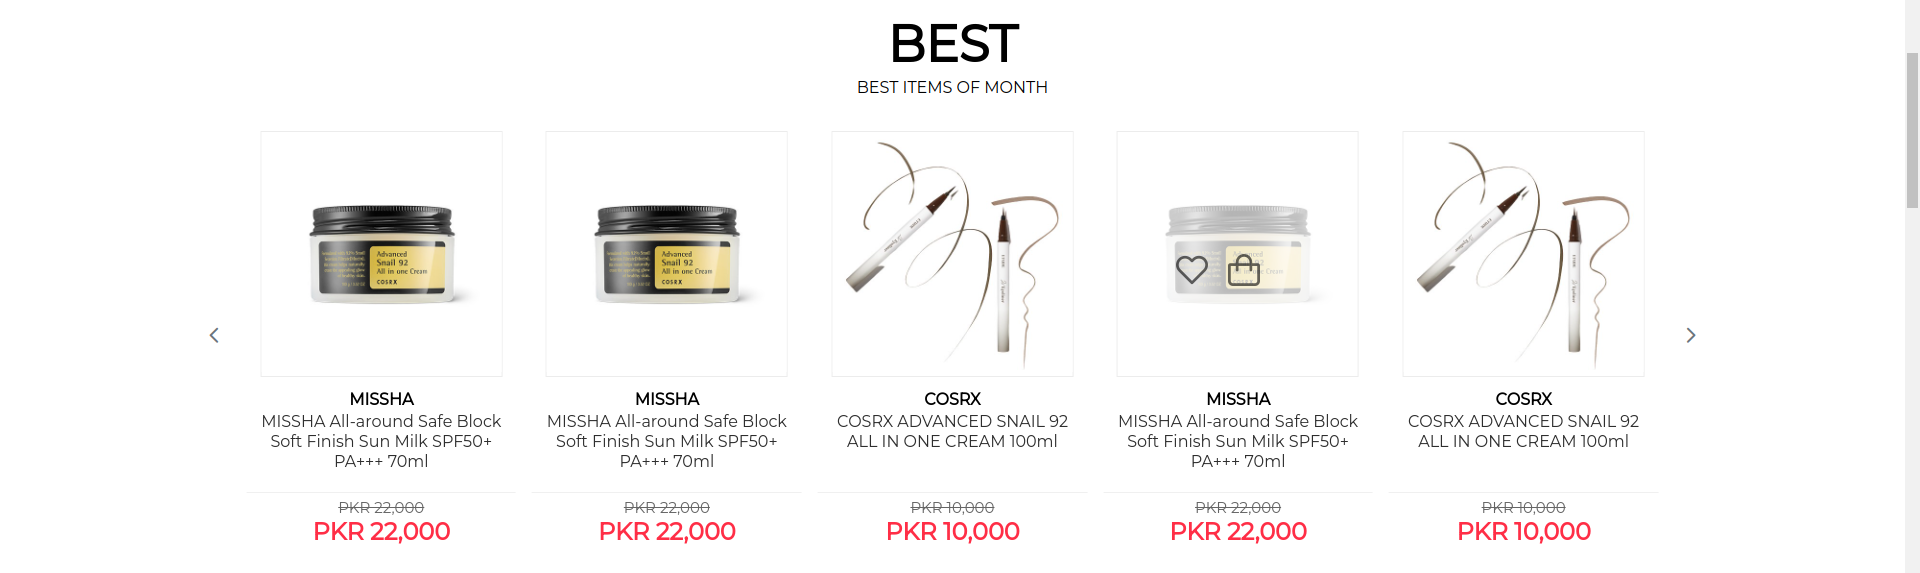 BEST
BEST ITEMS OF MONTH
Advanced
Snail 92
All in one Cream
COSRX
Advanced
Snail 92
All in one Cream
COSRX
MISSHA
MISSHA All-around Safe Block
Soft Finish Sun Milk SPF50+
PA+++ 70ml
PKR 22,000
PKR 22,000
MISSHA
MISSHA All-around Safe Block
Soft Finish Sun Milk SPF50+
PA+++ 70ml
PKR 22,000
PKR 22,000
COSRX
COSRX ADVANCED SNAIL 92
ALL IN ONE CREAM 100ml
PKR 10,000
PKR 10,000
MISSHA
MISSHA All-around Safe Block
Soft Finish Sun Milk SPF50+
PA+++ 70ml
PKR 22,000
PKR 22,000
COSRX
COSRX ADVANCED SNAIL 92
ALL IN ONE CREAM 100ml
PKR 10,000
PKR 10,000